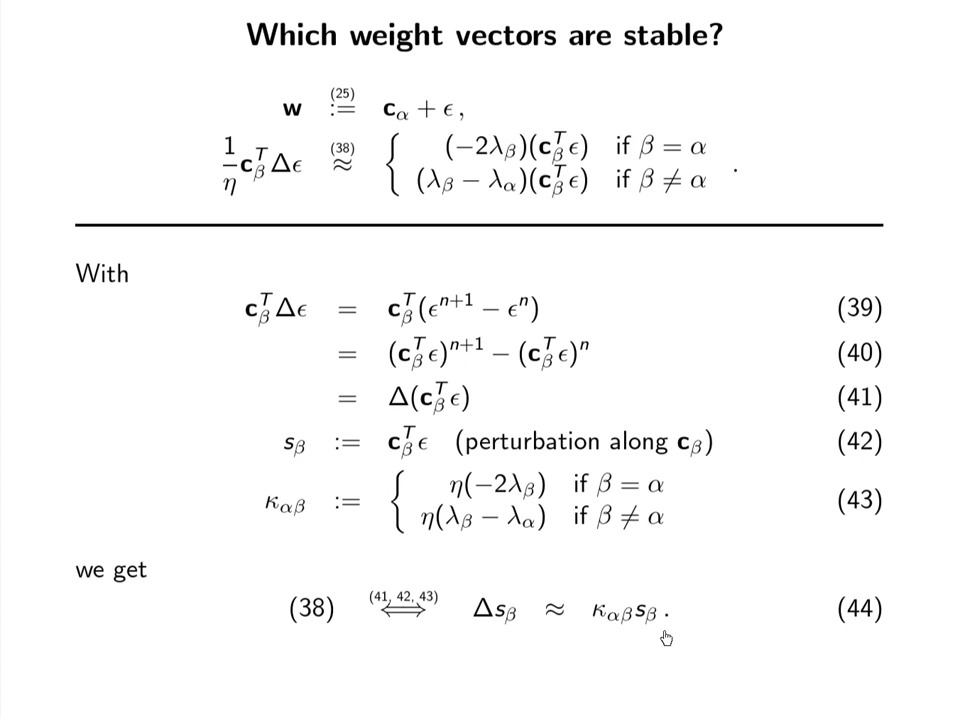 Which weight vectors are stable?
w :=(25) c_α + ϵ ,
1/η c_β^T Δϵ ≈(38) { (−2λ_β)(c_β^T ϵ) if β = α
(λ_β − λ_α)(c_β^T ϵ) if β ≠ α .
With
c_β^T Δϵ = c_β^T (ϵ^{n+1} − ϵ^n) (39)
= (c_β^T ϵ)^{n+1} − (c_β^T ϵ)^n (40)
= Δ(c_β^T ϵ) (41)
s_β := c_β^T ϵ (perturbation along c_β) (42)
κ_{αβ} := { η(−2λ_β) if β = α
η(λ_β − λ_α) if β ≠ α (43)
we get
(38) ⟺(41, 42, 43) Δs_β ≈ κ_{αβ} s_β . (44)